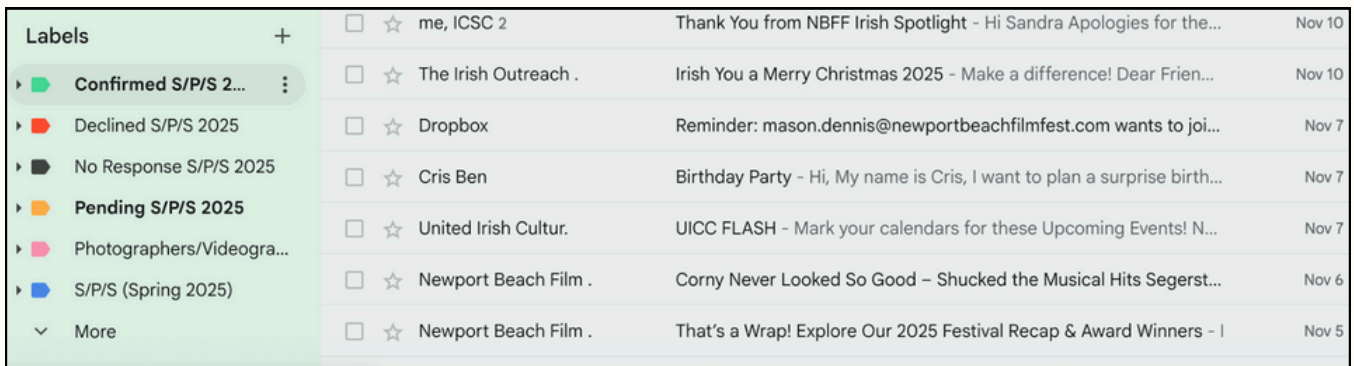 Labels +
Confirmed S/P/S 2...
Declined S/P/S 2025
No Response S/P/S 2025
Pending S/P/S 2025
Photographers/Videogra...
S/P/S (Spring 2025)
More
me, ICSC 2 Thank You from NBFF Irish Spotlight - Hi Sandra Apologies for the... Nov 10
The Irish Outreach . Irish You a Merry Christmas 2025 - Make a difference! Dear Frien... Nov 10
Dropbox Reminder: mason.dennis@newportbeachfilmfest.com wants to joi... Nov 7
Cris Ben Birthday Party - Hi, My name is Cris, I want to plan a surprise birth... Nov 7
United Irish Cultur. UICC FLASH - Mark your calendars for these Upcoming Events! N... Nov 7
Newport Beach Film . Corny Never Looked So Good – Shucked the Musical Hits Segerst... Nov 6
Newport Beach Film . That's a Wrap! Explore Our 2025 Festival Recap & Award Winners - Nov 5